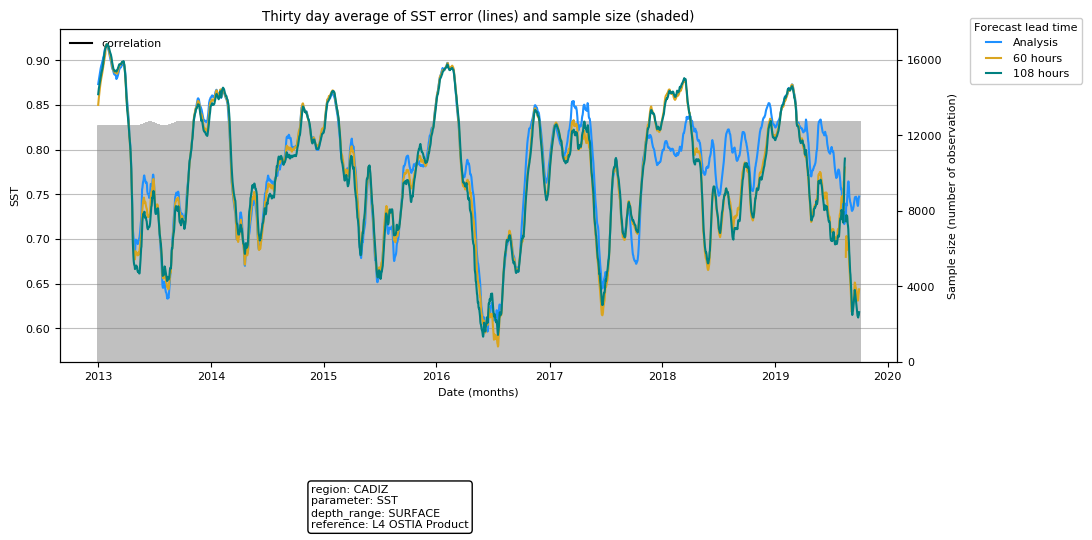 Thirty day average of SST error (lines) and sample size (shaded)
correlation
Forecast lead time
Analysis
60 hours
108 hours
SST
0.90
0.85
0.80
0.75
0.70
0.65
0.60
16000
12000
8000
4000
0
Sample size (number of observation)
2013 2014 2015 2016 2017 2018 2019 2020
Date (months)
region: CADIZ
parameter: SST
depth_range: SURFACE
reference: L4 OSTIA Product